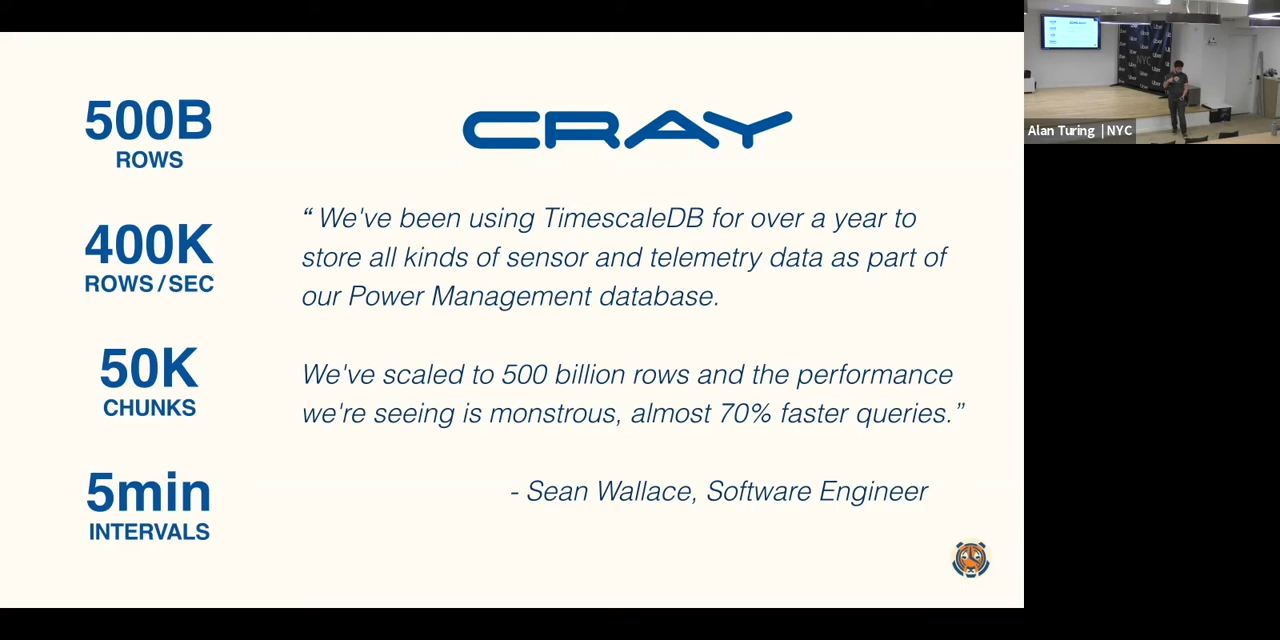 500B
ROWS
400K
ROWS/SEC
50K
CHUNKS
5min
INTERVALS
CRAY
“ We've been using TimescaleDB for over a year to
store all kinds of sensor and telemetry data as part of
our Power Management database.
We've scaled to 500 billion rows and the performance
we're seeing is monstrous, almost 70% faster queries.”
- Sean Wallace, Software Engineer
NYC
Uber
Alan Turing | NYC